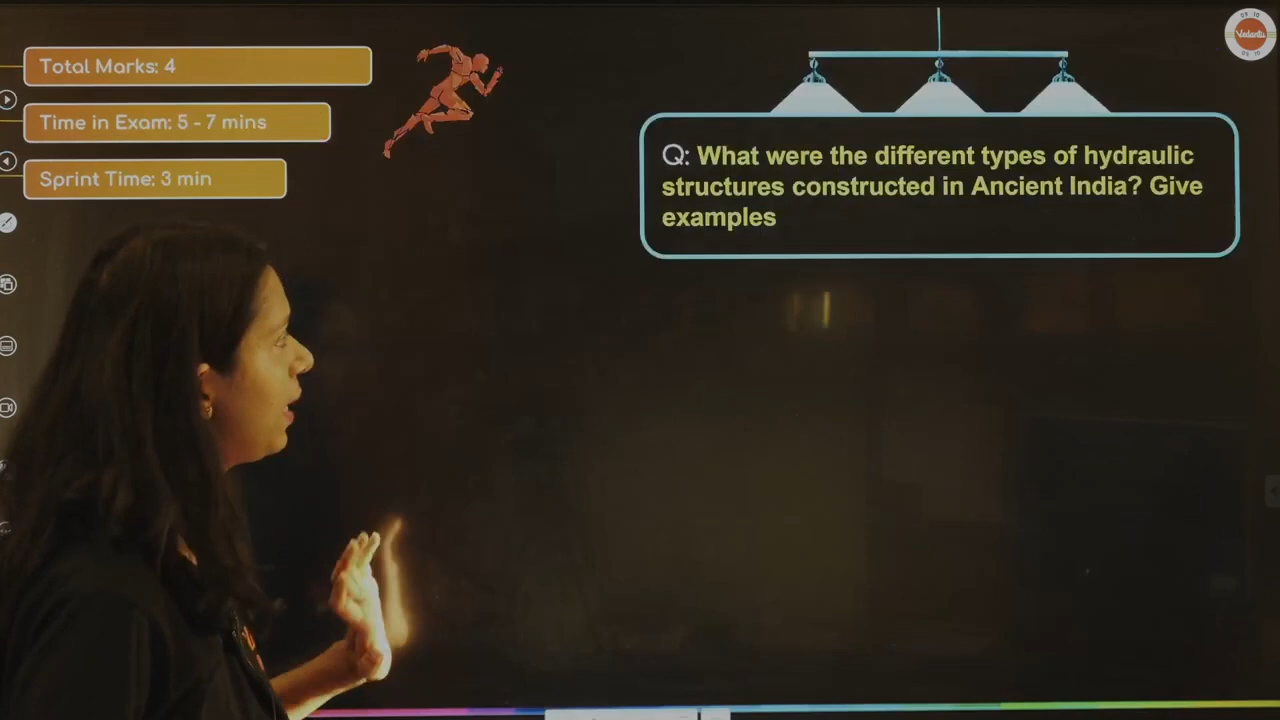 Total Marks: 4
Time in Exam: 5 - 7 mins
Sprint Time: 3 min
Vedantu
Q: What were the different types of hydraulic
structures constructed in Ancient India? Give
examples